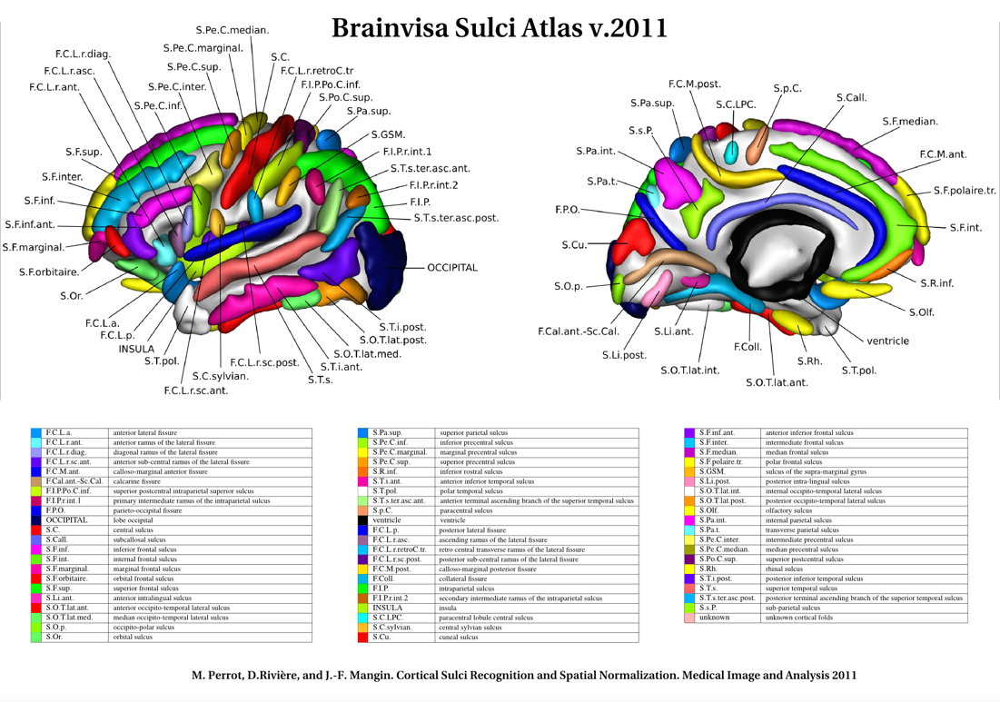 Brainvisa Sulci Atlas v.2011
S.Pe.C.median.
S.Pe.C.marginal.
F.C.L.r.diag.
S.C.
S.Pe.C.sup.
F.C.L.r.asc.
F.C.L.r.retroC.tr
F.C.L.r.ant.
S.Pe.C.inter.
F.I.P.Po.C.inf.
S.Po.C.sup.
S.Pe.C.inf.
S.Pa.sup.
S.GSM.
S.F.sup.
F.I.P.r.int.1
S.F.inter.
S.T.s.ter.asc.ant.
F.I.P.r.int.2
S.F.inf.
F.I.P.
S.F.inf.ant.
S.T.s.ter.asc.post.
S.F.marginal.
S.F.orbitaire.
OCCIPITAL
S.Or.
F.C.L.a.
F.C.L.p.
INSULA
S.T.pol.
F.C.L.r.sc.ant.
S.C.sylvian.
F.C.L.r.sc.post.
S.T.s.
S.T.i.ant.
S.O.T.lat.med.
S.O.T.lat.post.
S.T.i.post.
F.C.M.post.
S.p.C.
S.Pa.sup.
S.C.LPC.
S.Call.
S.s.P.
S.F.median.
S.Pa.int.
F.C.M.ant.
S.Pa.t.
S.F.polaire.tr.
F.P.O.
S.F.int.
S.Cu.
S.O.p.
S.R.inf.
S.Olf.
F.Cal.ant.-Sc.Cal.
S.Li.ant.
ventricle
S.Li.post.
F.Coll.
S.Rh.
S.O.T.lat.int.
S.T.pol.
S.O.T.lat.ant.
F.C.L.a. anterior lateral fissure
F.C.L.r.ant. anterior ramus of the lateral fissure
F.C.L.r.diag. diagonal ramus of the lateral fissure
F.C.L.r.sc.ant. anterior sub-central ramus of the lateral fissure
F.C.M.ant. calloso-marginal anterior fissure
F.Cal.ant.-Sc.Cal. calcarine fissure
F.I.P.Po.C.inf. superior postcentral intraparietal superior sulcus
F.I.P.r.int.1 primary intermediate ramus of the intraparietal sulcus
F.P.O. parieto-occipital fissure
OCCIPITAL lobe occipital
S.C. central sulcus
S.Call. subcallosal sulcus
S.F.inf. inferior frontal sulcus
S.F.int. internal frontal sulcus
S.F.marginal. marginal frontal sulcus
S.F.orbitaire. orbital frontal sulcus
S.F.sup. superior frontal sulcus
S.Li.ant. anterior intralingual sulcus
S.O.T.lat.ant. anterior occipito-temporal lateral sulcus
S.O.T.lat.med. median occipito-temporal lateral sulcus
S.O.p. occipito-polar sulcus
S.Or. orbital sulcus
S.Pa.sup. superior parietal sulcus
S.Pe.C.inf. inferior precentral sulcus
S.Pe.C.marginal. marginal precentral sulcus
S.Pe.C.sup. superior precentral sulcus
S.R.inf. inferior rostral sulcus
S.T.i.ant. anterior inferior temporal sulcus
S.T.pol. polar temporal sulcus
S.T.s.ter.asc.ant. anterior terminal ascending branch of the superior temporal sulcus
S.p.C. paracentral sulcus
ventricle ventricle
F.C.L.p. posterior lateral fissure
F.C.L.r.asc. ascending ramus of the lateral fissure
F.C.L.r.retroC.tr. retro central transverse ramus of the lateral fissure
F.C.L.r.sc.post. posterior sub-central ramus of the lateral fissure
F.C.M.post. calloso-marginal posterior fissure
F.Coll. collateral fissure
F.I.P. intraparietal sulcus
F.I.P.r.int.2 secondary intermediate ramus of the intraparietal sulcus
INSULA insula
S.C.LPC. paracentral lobule central sulcus
S.C.sylvian. central sylvian sulcus
S.Cu. cuneal sulcus
S.F.inf.ant. anterior inferior frontal sulcus
S.F.inter. intermediate frontal sulcus
S.F.median. median frontal sulcus
S.F.polaire.tr. polar frontal sulcus
S.GSM. sulcus of the supra-marginal gyrus
S.Li.post. posterior intra-lingual sulcus
S.O.T.lat.int. internal occipito-temporal lateral sulcus
S.O.T.lat.post. posterior occipito-temporal lateral sulcus
S.Olf. olfactory sulcus
S.Pa.int. internal parietal sulcus
S.Pa.t. transverse parietal sulcus
S.Pe.C.inter. intermediate precentral sulcus
S.Pe.C.median. median precentral sulcus
S.Po.C.sup. superior postcentral sulcus
S.Rh. rhinal sulcus
S.T.i.post. posterior inferior temporal sulcus
S.T.s. superior temporal sulcus
S.T.s.ter.asc.post. posterior terminal ascending branch of the superior temporal sulcus
S.s.P. sub-parietal sulcus
unknown unknown cortical folds
M. Perrot, D.Rivière, and J.-F. Mangin. Cortical Sulci Recognition and Spatial Normalization. Medical Image and Analysis 2011